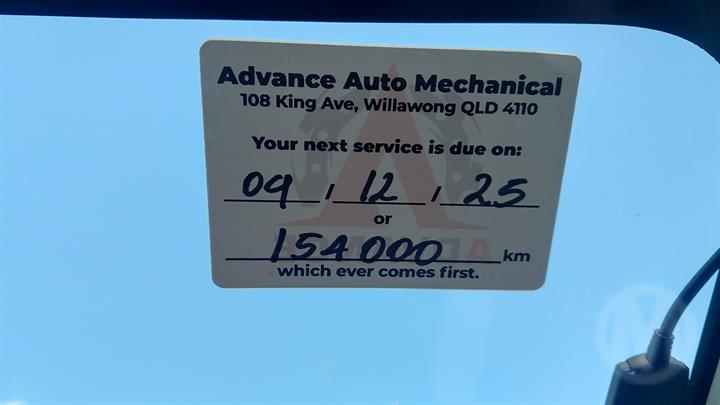 Advance Auto Mechanical
108 King Ave, Willawong QLD 4110
Your next service is due on:
09 / 12 / 25
or
154000 km
which ever comes first.